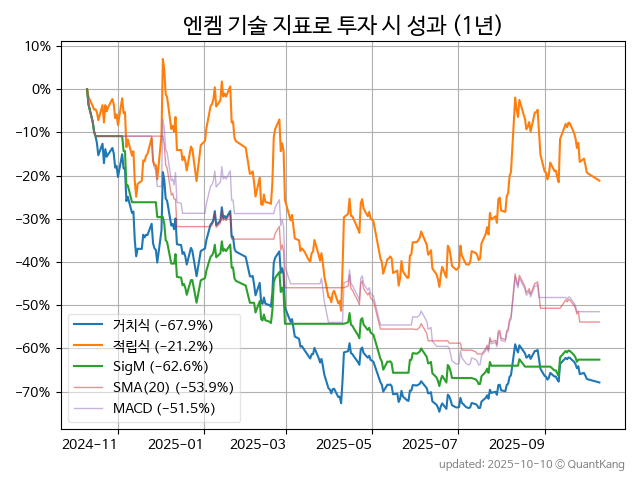 엔켐 기술 지표로 투자 시 성과 (1년)
10%
0%
−10%
−20%
−30%
−40%
−50%
−60%
−70%
거치식 (−67.9%)
적립식 (−21.2%)
SigM (−62.6%)
SMA(20) (−53.9%)
MACD (−51.5%)
2024−11
2025−01
2025−03
2025−05
2025−07
2025−09
updated: 2025-10-10 © QuantKang